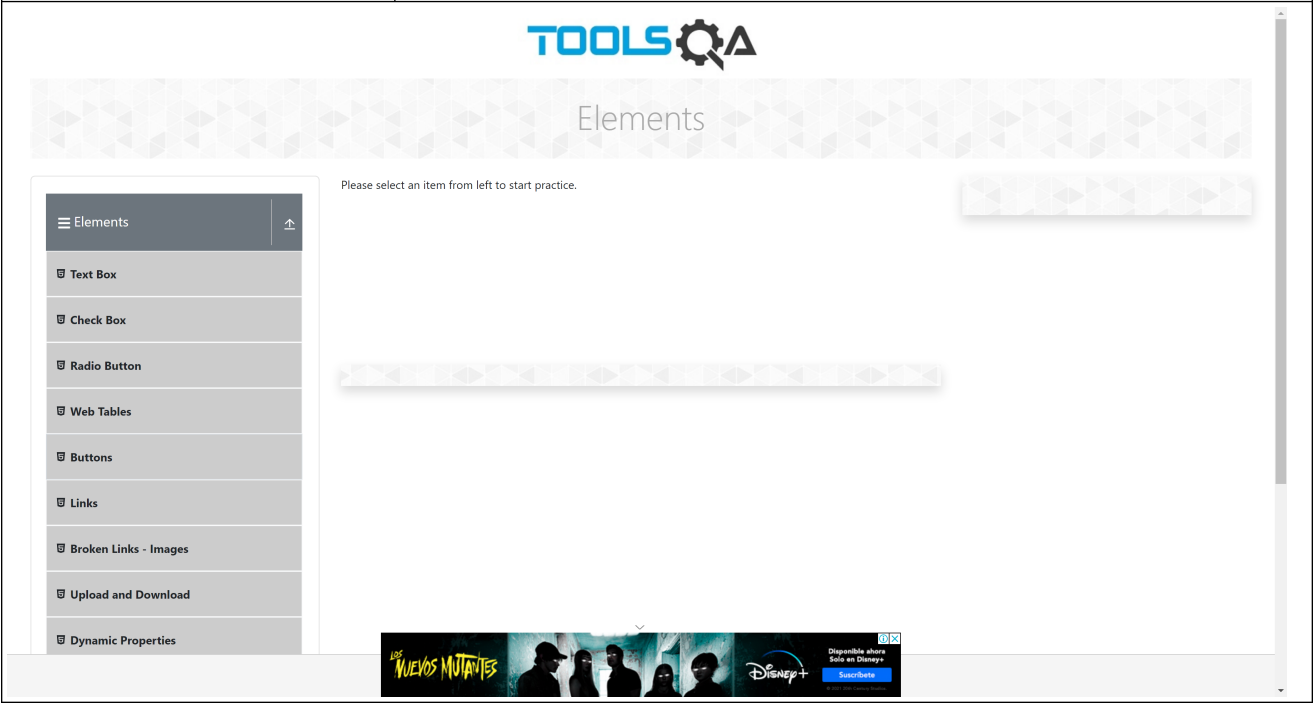 TOOLSQA
Elements
Elements
Text Box
Check Box
Radio Button
Web Tables
Buttons
Links
Broken Links - Images
Upload and Download
Dynamic Properties
Please select an item from left to start practice.
LOS
NUEVOS MUTANTES
Disney+
Disponible ahora
Solo en Disney+
Suscríbete